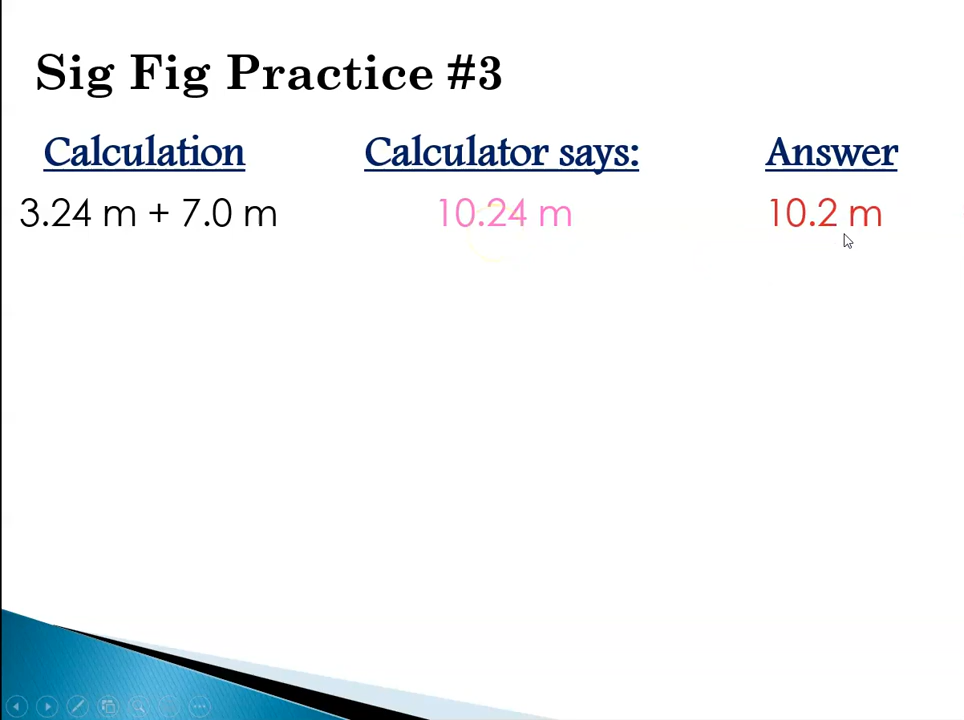 Sig Fig Practice #3
Calculation Calculator says: Answer
3.24 m + 7.0 m 10.24 m 10.2 m